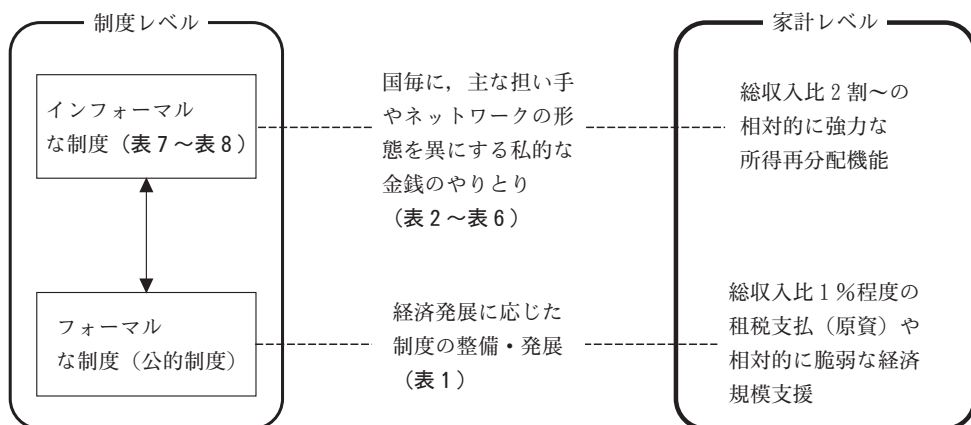 制度レベル
インフォーマル
な制度（表７～表８）
フォーマル
な制度（公的制度）
国毎に，主な担い手
やネットワークの形
態を異にする私的な
金銭のやりとり
（表２～表６）
経済発展に応じた
制度の整備・発展
（表１）
家計レベル
総収入比２割～の
相対的に強力な
所得再分配機能
総収入比１％程度の
租税支払（原資）や
相対的に脆弱な経済
規模支援